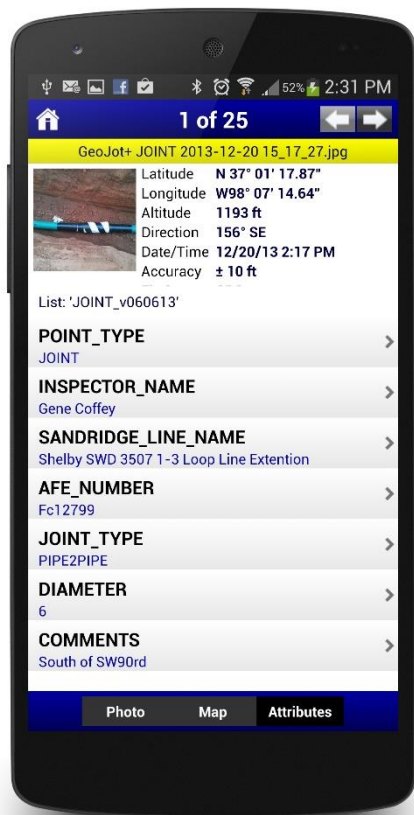 52% 2:31 PM
1 of 25
GeoJot+ JOINT 2013-12-20 15_17_27.jpg
Latitude N 37° 01' 17.87"
Longitude W98° 07' 14.64"
Altitude 1193 ft
Direction 156° SE
Date/Time 12/20/13 2:17 PM
Accuracy ± 10 ft
List: 'JOINT_v060613'
POINT_TYPE
JOINT
INSPECTOR_NAME
Gene Coffey
SANDRIDGE_LINE_NAME
Shelby SWD 3507 1-3 Loop Line Extention
AFE_NUMBER
Fc12799
JOINT_TYPE
PIPE2PIPE
DIAMETER
6
COMMENTS
South of SW90rd
Photo Map Attributes